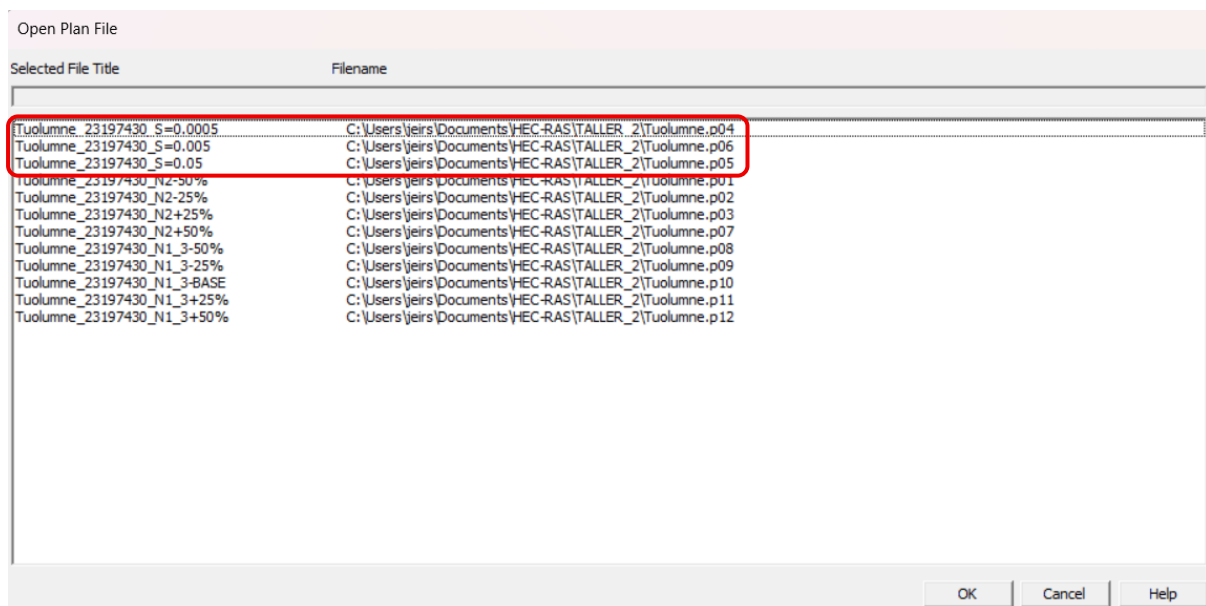 Open Plan File
Selected File Title Filename
Tuolumne_23197430_S=0.0005 C:\Users\jeirs\Documents\HEC-RAS\TALLER_2\Tuolumne.p04
Tuolumne_23197430_S=0.005 C:\Users\jeirs\Documents\HEC-RAS\TALLER_2\Tuolumne.p06
Tuolumne_23197430_S=0.05 C:\Users\jeirs\Documents\HEC-RAS\TALLER_2\Tuolumne.p05
Tuolumne_23197430_N2-50% C:\Users\jeirs\Documents\HEC-RAS\TALLER_2\Tuolumne.p01
Tuolumne_23197430_N2-25% C:\Users\jeirs\Documents\HEC-RAS\TALLER_2\Tuolumne.p02
Tuolumne_23197430_N2+25% C:\Users\jeirs\Documents\HEC-RAS\TALLER_2\Tuolumne.p03
Tuolumne_23197430_N2+50% C:\Users\jeirs\Documents\HEC-RAS\TALLER_2\Tuolumne.p07
Tuolumne_23197430_N1_3-50% C:\Users\jeirs\Documents\HEC-RAS\TALLER_2\Tuolumne.p08
Tuolumne_23197430_N1_3-25% C:\Users\jeirs\Documents\HEC-RAS\TALLER_2\Tuolumne.p09
Tuolumne_23197430_N1_3-BASE C:\Users\jeirs\Documents\HEC-RAS\TALLER_2\Tuolumne.p10
Tuolumne_23197430_N1_3+25% C:\Users\jeirs\Documents\HEC-RAS\TALLER_2\Tuolumne.p11
Tuolumne_23197430_N1_3+50% C:\Users\jeirs\Documents\HEC-RAS\TALLER_2\Tuolumne.p12
OK Cancel Help